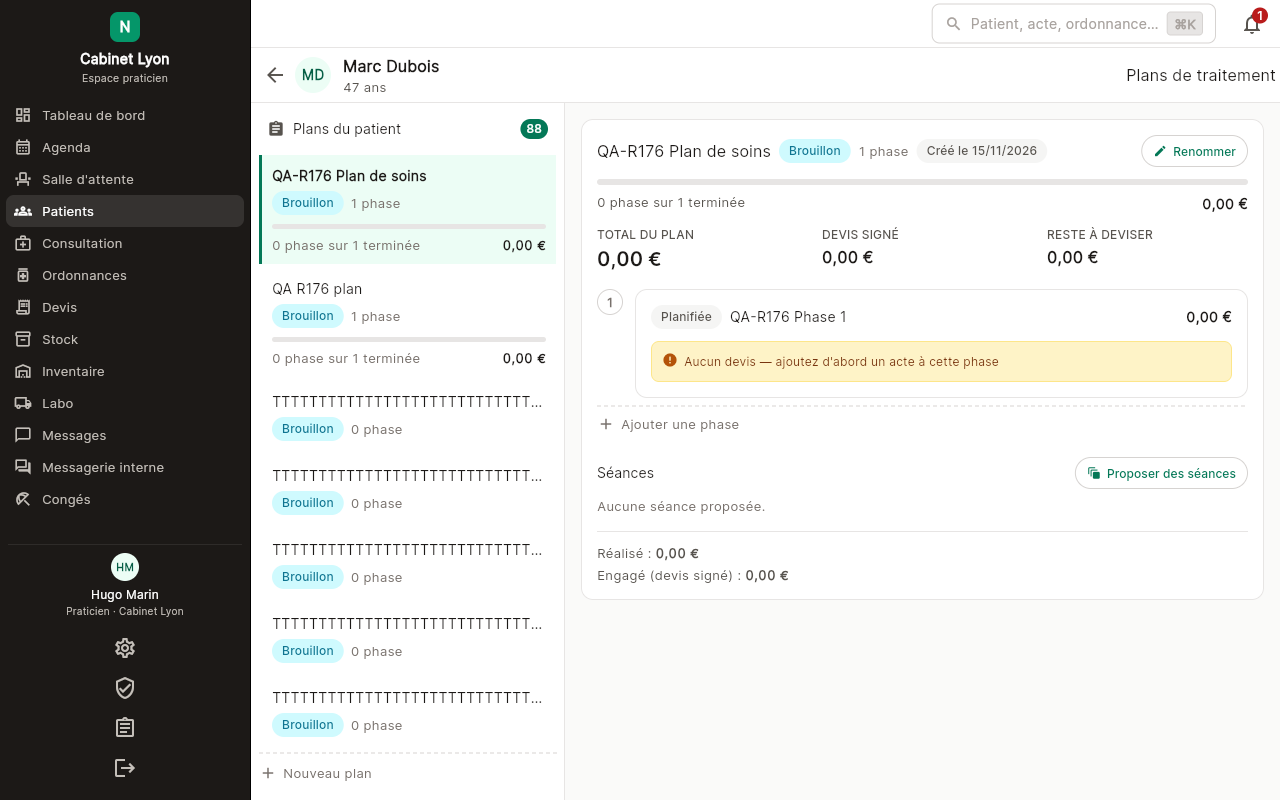 N
Cabinet Lyon
Espace praticien
Tableau de bord
Agenda
Salle d'attente
Patients
Consultation
Ordonnances
Devis
Stock
Inventaire
Labo
Messages
Messagerie interne
Congés
HM
Hugo Marin
Praticien · Cabinet Lyon
Patient, acte, ordonnance... ⌘K
1
MD
Marc Dubois
47 ans
Plans de traitement
Plans du patient 88
QA-R176 Plan de soins
Brouillon 1 phase
0 phase sur 1 terminée 0,00 €
QA R176 plan
Brouillon 1 phase
0 phase sur 1 terminée 0,00 €
TTTTTTTTTTTTTTTTTTTTTTTTTTTT...
Brouillon 0 phase
TTTTTTTTTTTTTTTTTTTTTTTTTTTT...
Brouillon 0 phase
TTTTTTTTTTTTTTTTTTTTTTTTTTTT...
Brouillon 0 phase
TTTTTTTTTTTTTTTTTTTTTTTTTTTT...
Brouillon 0 phase
TTTTTTTTTTTTTTTTTTTTTTTTTTTT...
Brouillon 0 phase
Nouveau plan
QA-R176 Plan de soins Brouillon 1 phase Créé le 15/11/2026 Renommer
0 phase sur 1 terminée 0,00 €
TOTAL DU PLAN DEVIS SIGNÉ RESTE À DEVISER
0,00 € 0,00 € 0,00 €
1 Planifiée QA-R176 Phase 1 0,00 €
Aucun devis — ajoutez d'abord un acte à cette phase
Ajouter une phase
Séances Proposer des séances
Aucune séance proposée.
Réalisé : 0,00 €
Engagé (devis signé) : 0,00 €